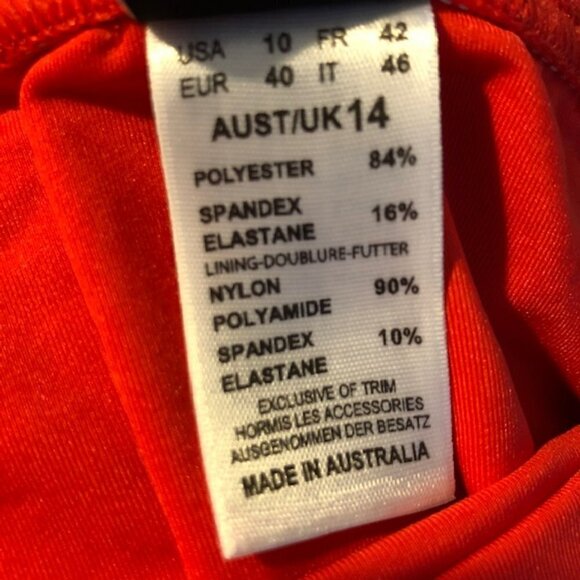 USA 10 FR 42
EUR 40 IT 46
AUST/UK 14
POLYESTER 84%
SPANDEX 16%
ELASTANE
LINING-DOUBLURE-FUTTER
NYLON 90%
POLYAMIDE
SPANDEX 10%
ELASTANE
EXCLUSIVE OF TRIM
HORMIS LES ACCESSORIES
AUSGENOMMEN DER BESATZ
MADE IN AUSTRALIA